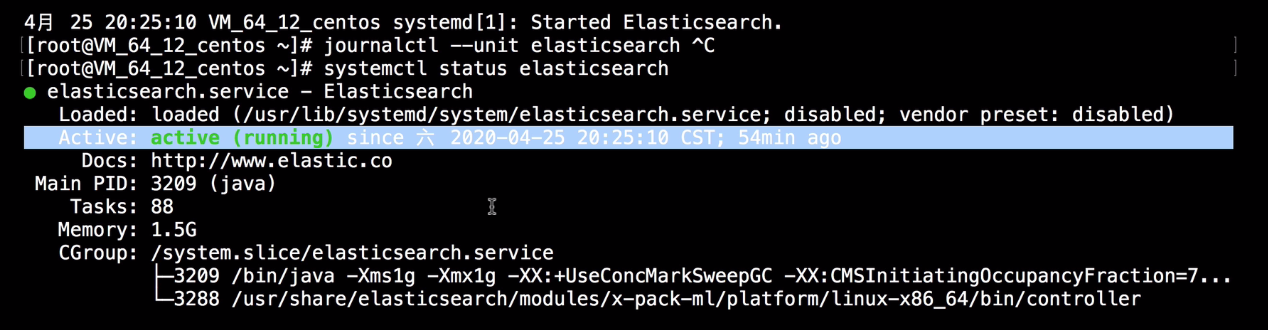 4月 25 20:25:10 VM_64_12_centos systemd[1]: Started Elasticsearch.
[[root@VM_64_12_centos ~]# journalctl --unit elasticsearch ^C ]
[[root@VM_64_12_centos ~]# systemctl status elasticsearch ]
● elasticsearch.service - Elasticsearch
Loaded: loaded (/usr/lib/systemd/system/elasticsearch.service; disabled; vendor preset: disabled)
Active: active (running) since 六 2020-04-25 20:25:10 CST; 54min ago
Docs: http://www.elastic.co
Main PID: 3209 (java)
Tasks: 88
Memory: 1.5G
CGroup: /system.slice/elasticsearch.service
├─3209 /bin/java -Xms1g -Xmx1g -XX:+UseConcMarkSweepGC -XX:CMSInitiatingOccupancyFraction=7...
└─3288 /usr/share/elasticsearch/modules/x-pack-ml/platform/linux-x86_64/bin/controller